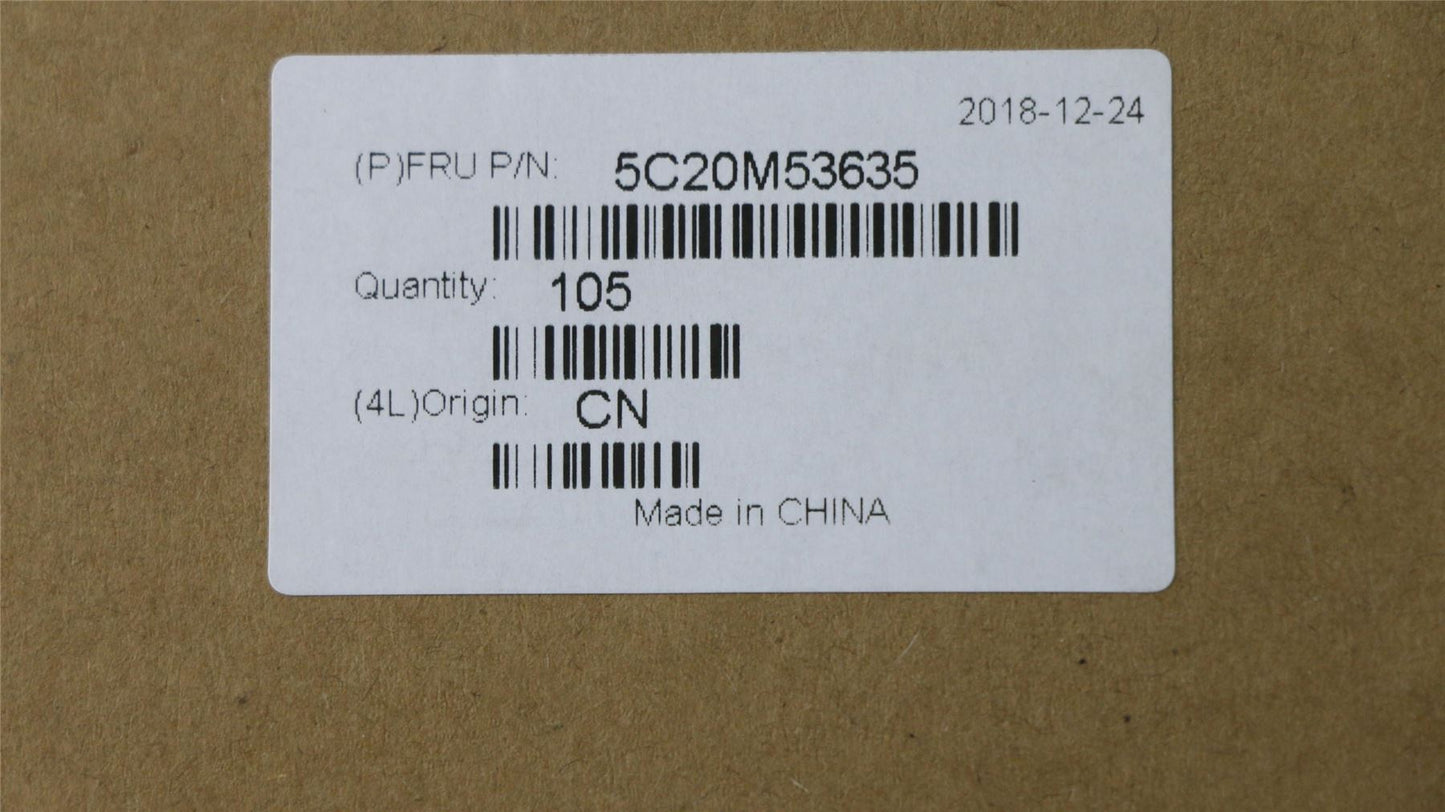 2018-12-24
(P)FRU P/N: 5C20M53635
Quantity: 105
(4L)Origin: CN
Made in CHINA